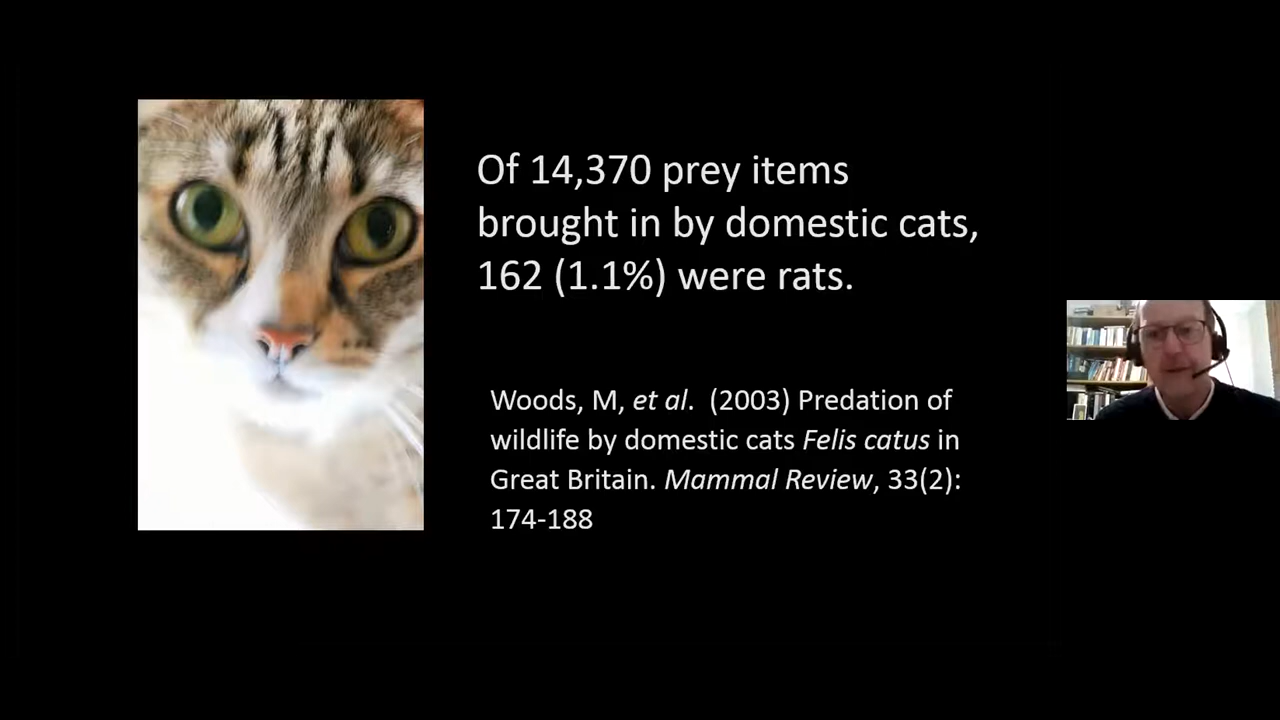 Of 14,370 prey items
brought in by domestic cats,
162 (1.1%) were rats.
Woods, M, et al.  (2003) Predation of
wildlife by domestic cats Felis catus in
Great Britain. Mammal Review, 33(2):
174-188